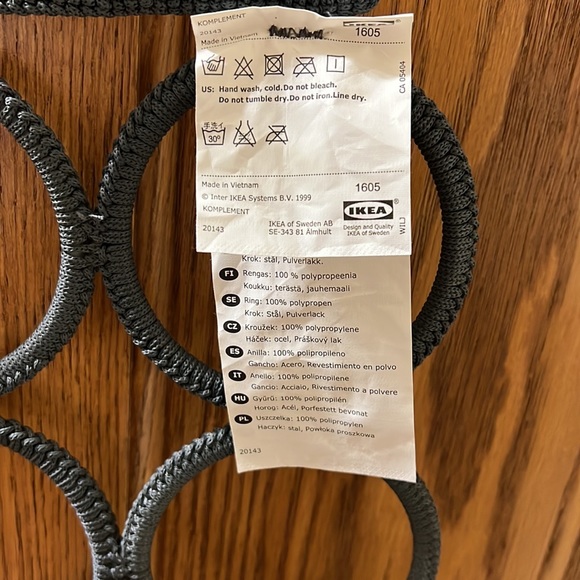 KOMPLEMENT
IKEA
20143
1605
Made in Vietnam
CA 05404
US: Hand wash, cold.Do not bleach.
Do not tumble dry.Do not iron.Line dry.
手洗イ
30°
Made in Vietnam
1605
© Inter IKEA Systems B.V. 1999
KOMPLEMENT
IKEA
®
20143
IKEA of Sweden AB
SE-343 81 Älmhult
Design and Quality
IKEA of Sweden
WILJ
Krok: stål, Pulverlakk.
FI Rengas: 100 % polypropeenia
Koukku: terästä, jauhemaali
SE Ring: 100% polypropen
Krok: Stål, Pulverlack
CZ Kroužek: 100% polypropylene
Háček: ocel, Práškový lak
ES Anilla: 100% polipropileno
Gancho: Acero, Revestimiento en polvo
IT Anello: 100% polipropilene
Gancio: Acciaio, Rivestimento a polvere
HU Gyűrű: 100% polipropilén
Horog: Acél, Porfestett bevonat
PL Uszczelka: 100% polipropylen
Haczyk: stal, Powłoka proszkowa
20143